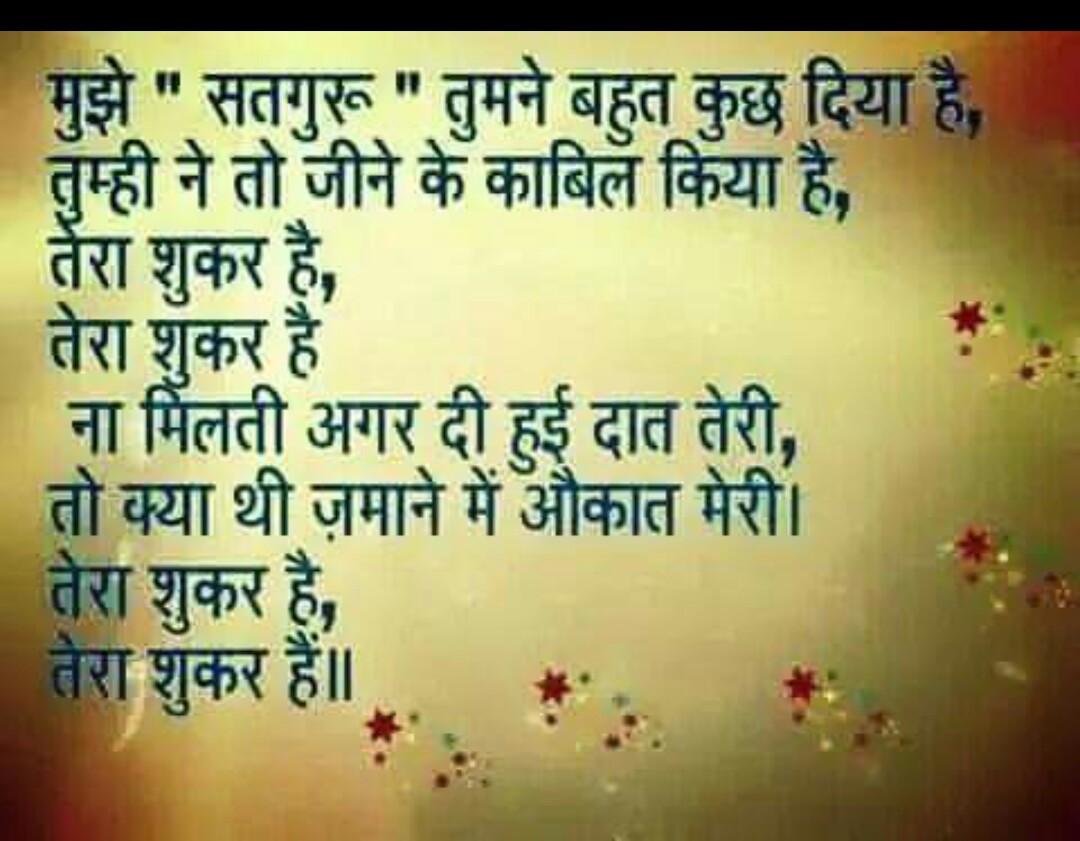 मुझे " सतगुरू " तुमने बहुत कुछ दिया है,
तुम्ही ने तो जीने के काबिल किया है,
तेरा शुकर है,
तेरा शुकर है
ना मिलती अगर दी हुई दात तेरी,
तो क्या थी ज़माने में औकात मेरी।
तेरा शुकर है,
तेरा शुकर हैं॥